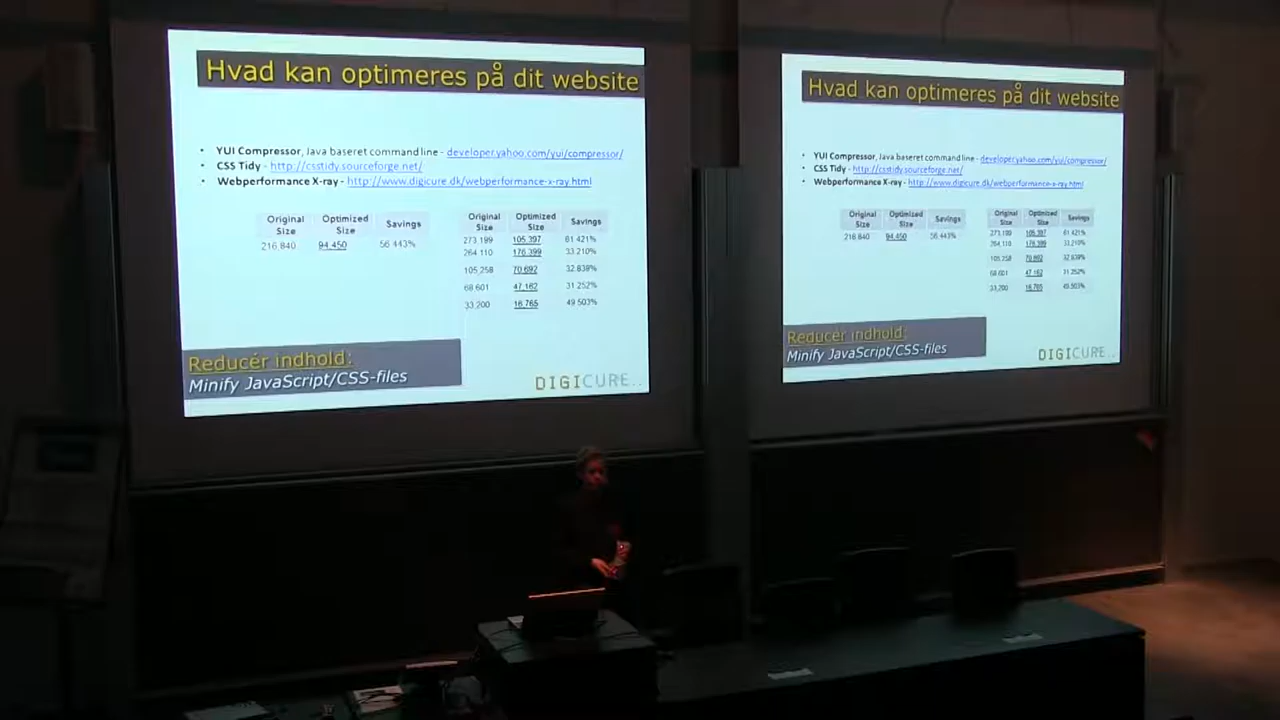 Hvad kan optimeres på dit website
• YUI Compressor, Java baseret command line - developer.yahoo.com/yui/compressor/
• CSS Tidy - http://csstidy.sourceforge.net/
• Webperformance X-ray - http://www.digicure.dk/webperformance-x-ray.html
Original Size Optimized Size Savings
216.840 94.450 56.443%
Original Size Optimized Size Savings
273.199 105.397 61.421%
264.110 176.399 33.210%
105.258 70.692 32.839%
68.601 47.162 31.252%
33.200 16.765 49.503%
Reducér indhold:
Minify JavaScript/CSS-files
DIGICURE..
Hvad kan optimeres på dit website
• YUI Compressor, Java baseret command line - developer.yahoo.com/yui/compressor/
• CSS Tidy - http://csstidy.sourceforge.net/
• Webperformance X-ray - http://www.digicure.dk/webperformance-x-ray.html
Original Size Optimized Size Savings
216.840 94.450 56.443%
Original Size Optimized Size Savings
273.199 105.397 61.421%
264.110 176.399 33.210%
105.258 70.692 32.839%
68.601 47.162 31.252%
33.200 16.765 49.503%
Reducér indhold:
Minify JavaScript/CSS-files
DIGICURE..